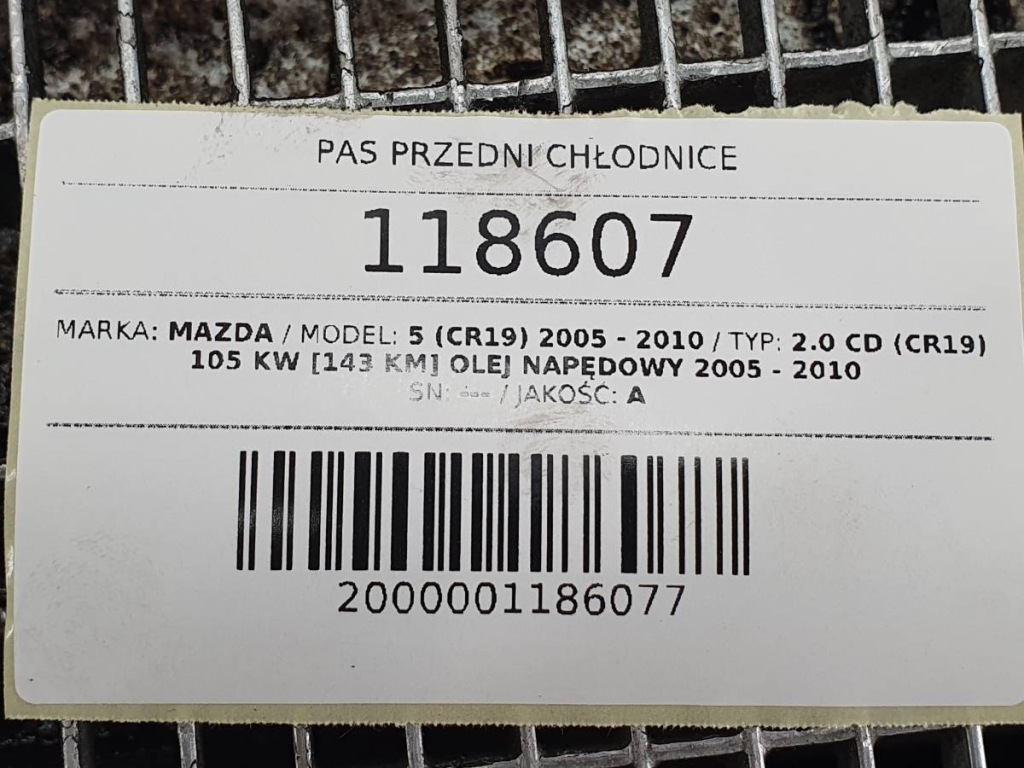 PAS PRZEDNI CHŁODNICE
118607
MARKA: MAZDA / MODEL: 5 (CR19) 2005 - 2010 / TYP: 2.0 CD (CR19)
105 KW [143 KM] OLEJ NAPĘDOWY 2005 - 2010
SN: --- / JAKOŚĆ: A
2000001186077